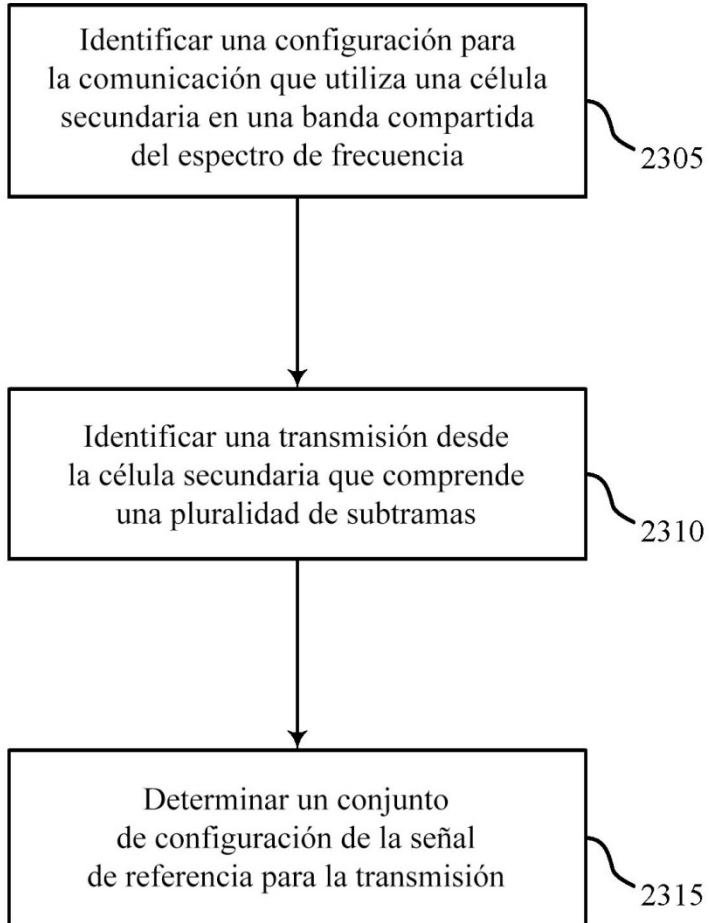 Identificar una configuración para
la comunicación que utiliza una célula
secundaria en una banda compartida
del espectro de frecuencia
2305
Identificar una transmisión desde
la célula secundaria que comprende
una pluralidad de subtramas
2310
Determinar un conjunto
de configuración de la señal
de referencia para la transmisión
2315